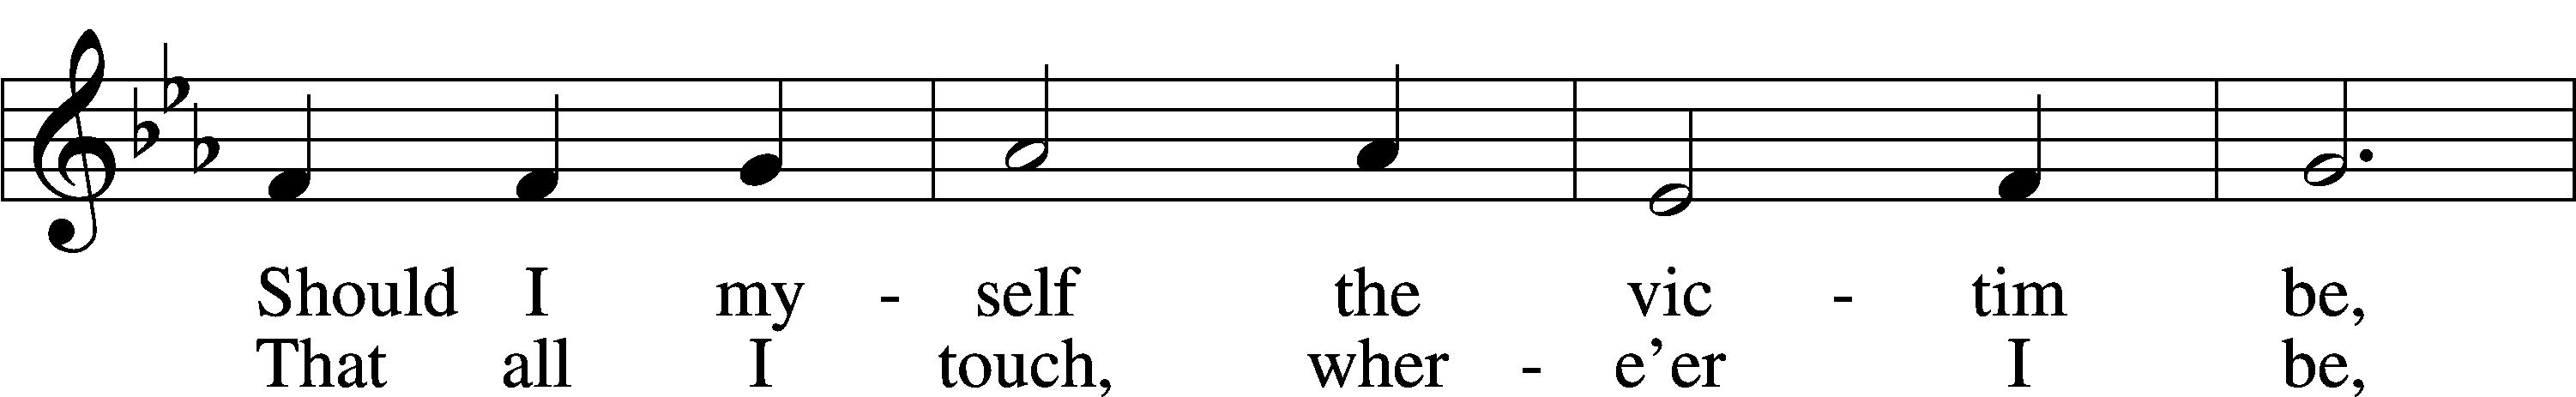 Should I my - self the vic - tim be,
That all I touch, wher - e’er I be,